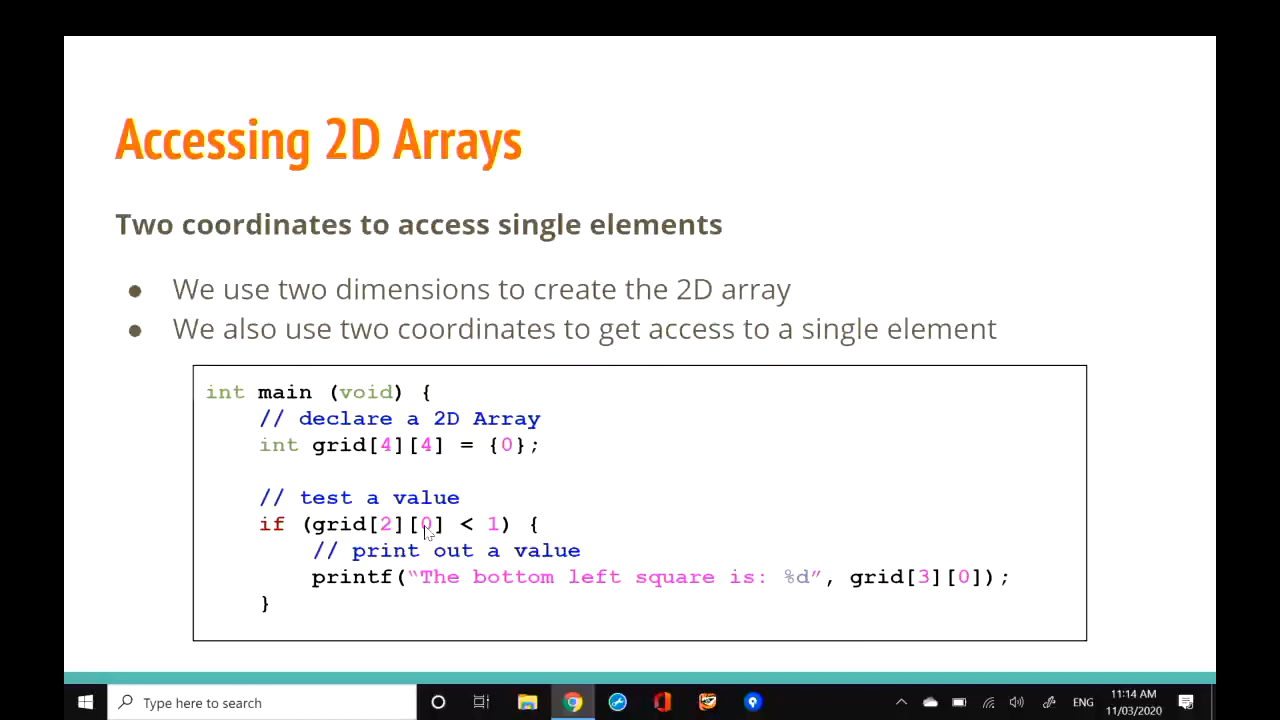 Accessing 2D Arrays
Two coordinates to access single elements
● We use two dimensions to create the 2D array
● We also use two coordinates to get access to a single element
int main (void) {
    // declare a 2D Array
    int grid[4][4] = {0};

    // test a value
    if (grid[2][0] < 1) {
        // print out a value
        printf(“The bottom left square is: %d”, grid[3][0]);
    }
Type here to search
ENG
11:14 AM
11/03/2020